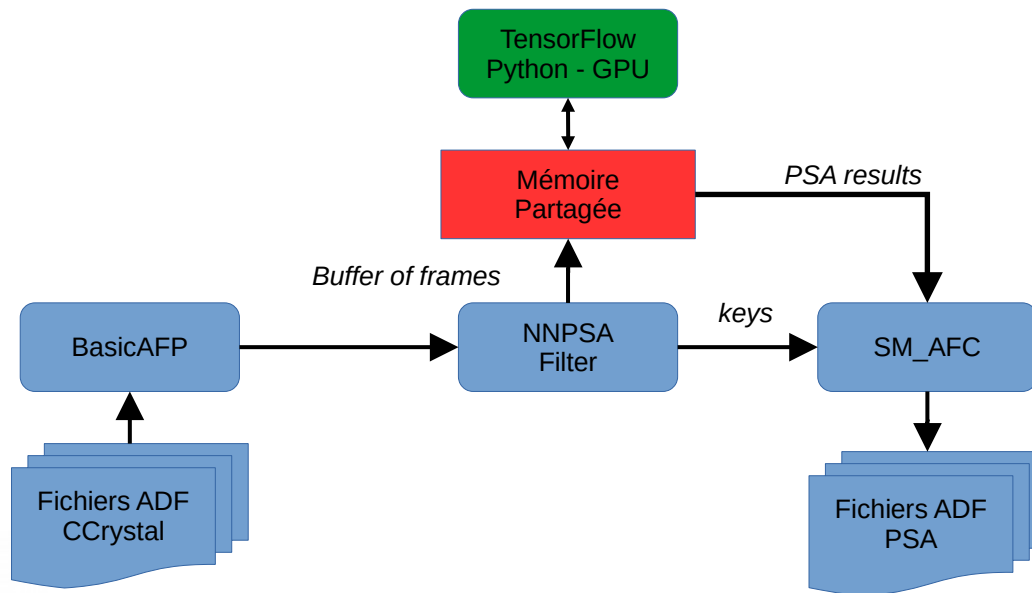 TensorFlow
Python - GPU
Mémoire
Partagée
PSA results
Buffer of frames
keys
BasicAFP
NNPSA
Filter
SM_AFC
Fichiers ADF
CCrystal
Fichiers ADF
PSA